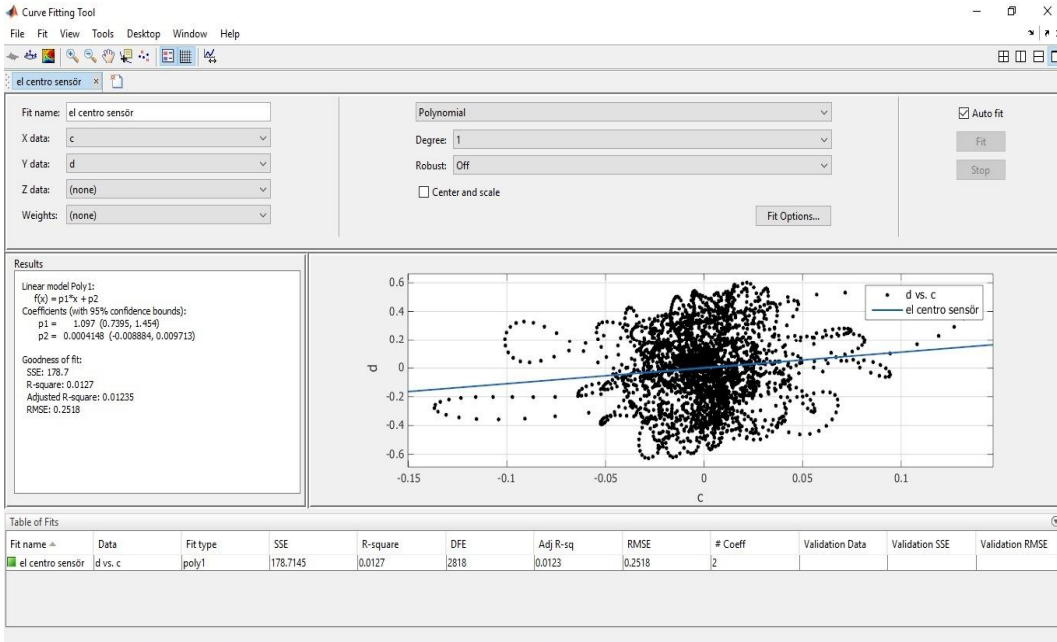 Curve Fitting Tool
File Fit View Tools Desktop Window Help
el centro sensör
Fit name: el centro sensör
X data: c
Y data: d
Z data: (none)
Weights: (none)
Polynomial
Degree: 1
Robust: Off
Center and scale
Fit Options...
Auto fit
Fit
Stop
Results
Linear model Poly1:
f(x) = p1*x + p2
Coefficients (with 95% confidence bounds):
p1 = 1.097 (0.7395, 1.454)
p2 = 0.0004148 (-0.008884, 0.009713)
Goodness of fit:
SSE: 178.7
R-square: 0.0127
Adjusted R-square: 0.01235
RMSE: 0.2518
0.6
0.4
0.2
0
-0.2
-0.4
-0.6
d
-0.15 -0.1 -0.05 0 0.05 0.1
c
d vs. c
el centro sensör
Table of Fits
Fit name Data Fit type SSE R-square DFE Adj R-sq RMSE # Coeff Validation Data Validation SSE Validation RMSE
el centro sensör d vs. c poly1 178.7145 0.0127 2818 0.0123 0.2518 2